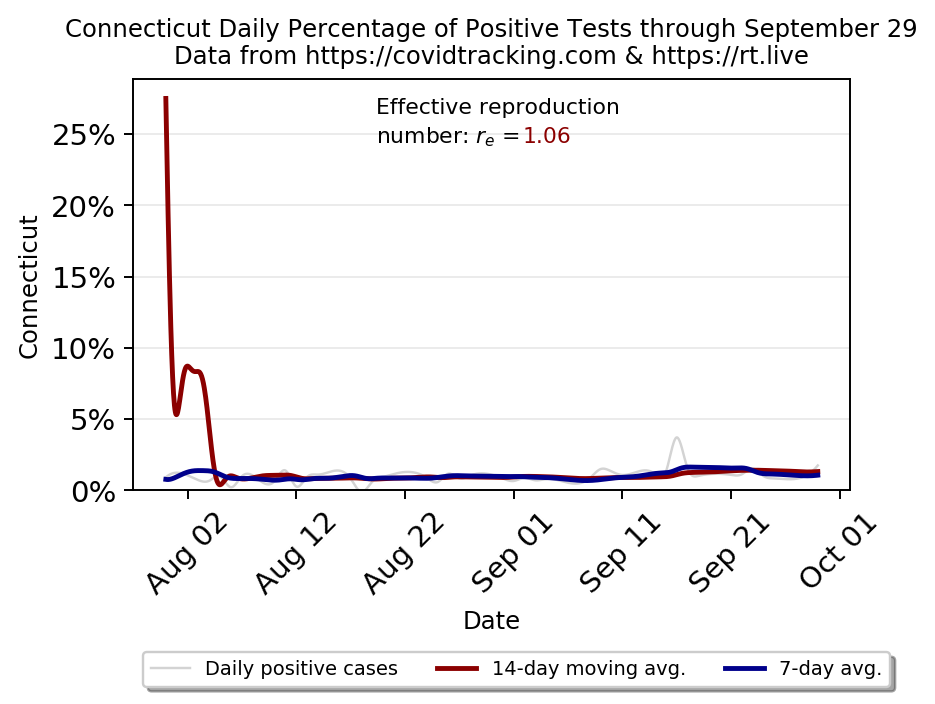 Connecticut Daily Percentage of Positive Tests through September 29
Data from https://covidtracking.com & https://rt.live
Effective reproduction
number: rₑ = 1.06
25%
20%
15%
10%
5%
0%
Connecticut
Aug 02
Aug 12
Aug 22
Sep 01
Sep 11
Sep 21
Oct 01
Date
Daily positive cases
14-day moving avg.
7-day avg.